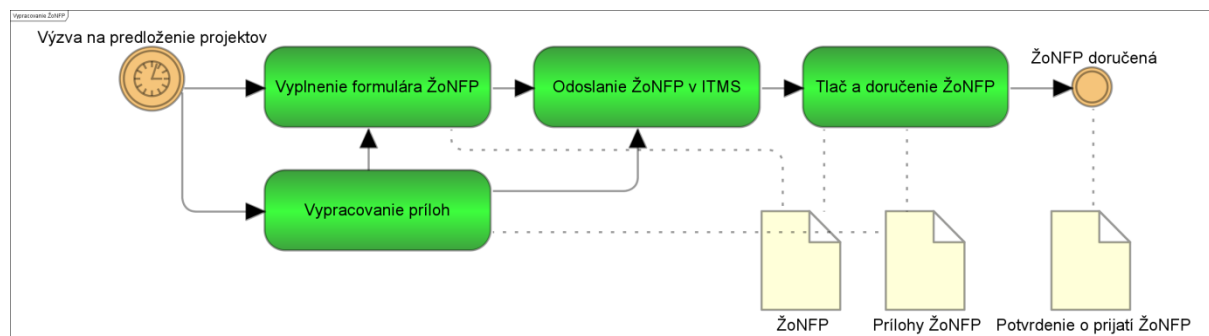 Vypracovanie ŽoNFP
Výzva na predloženie projektov
Vyplnenie formulára ŽoNFP
Odoslanie ŽoNFP v ITMS
Tlač a doručenie ŽoNFP
ŽoNFP doručená
Vypracovanie príloh
ŽoNFP
Prílohy ŽoNFP
Potvrdenie o prijatí ŽoNFP